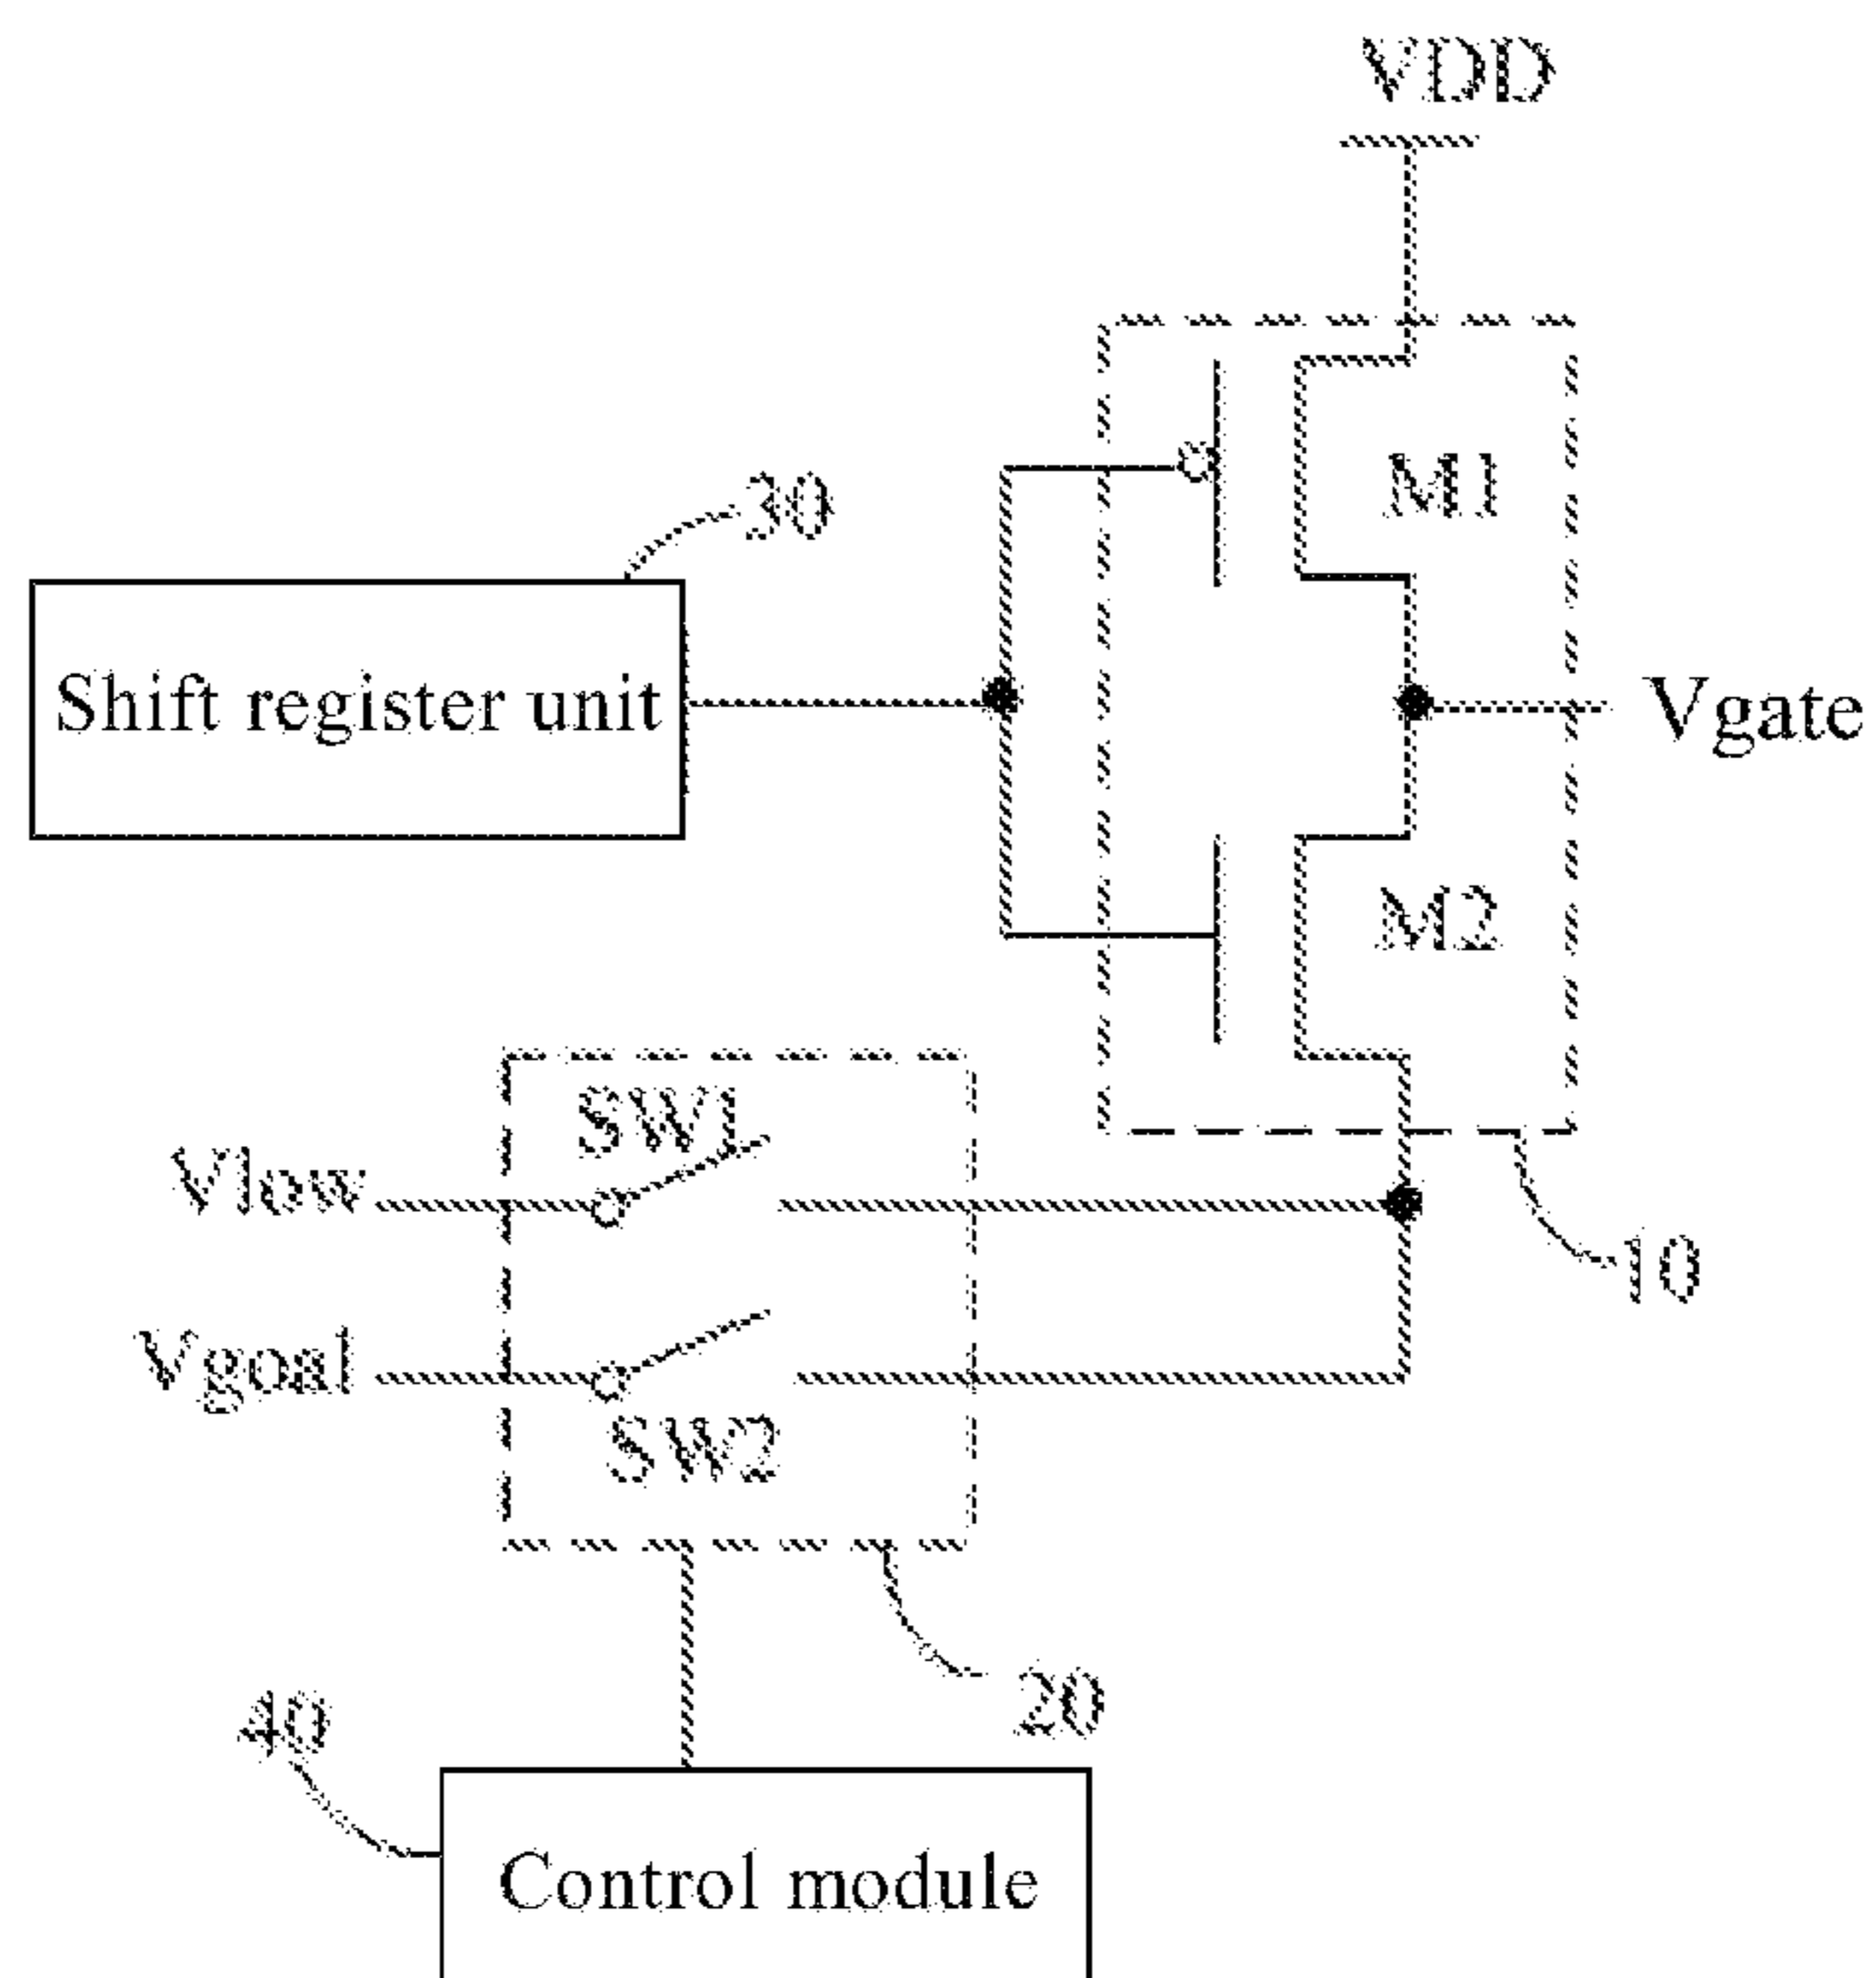 VDD
M1
30
Shift register unit
Vgate
M2
SW1
Vlow
10
Vgoal
SW2
20
40
Control module